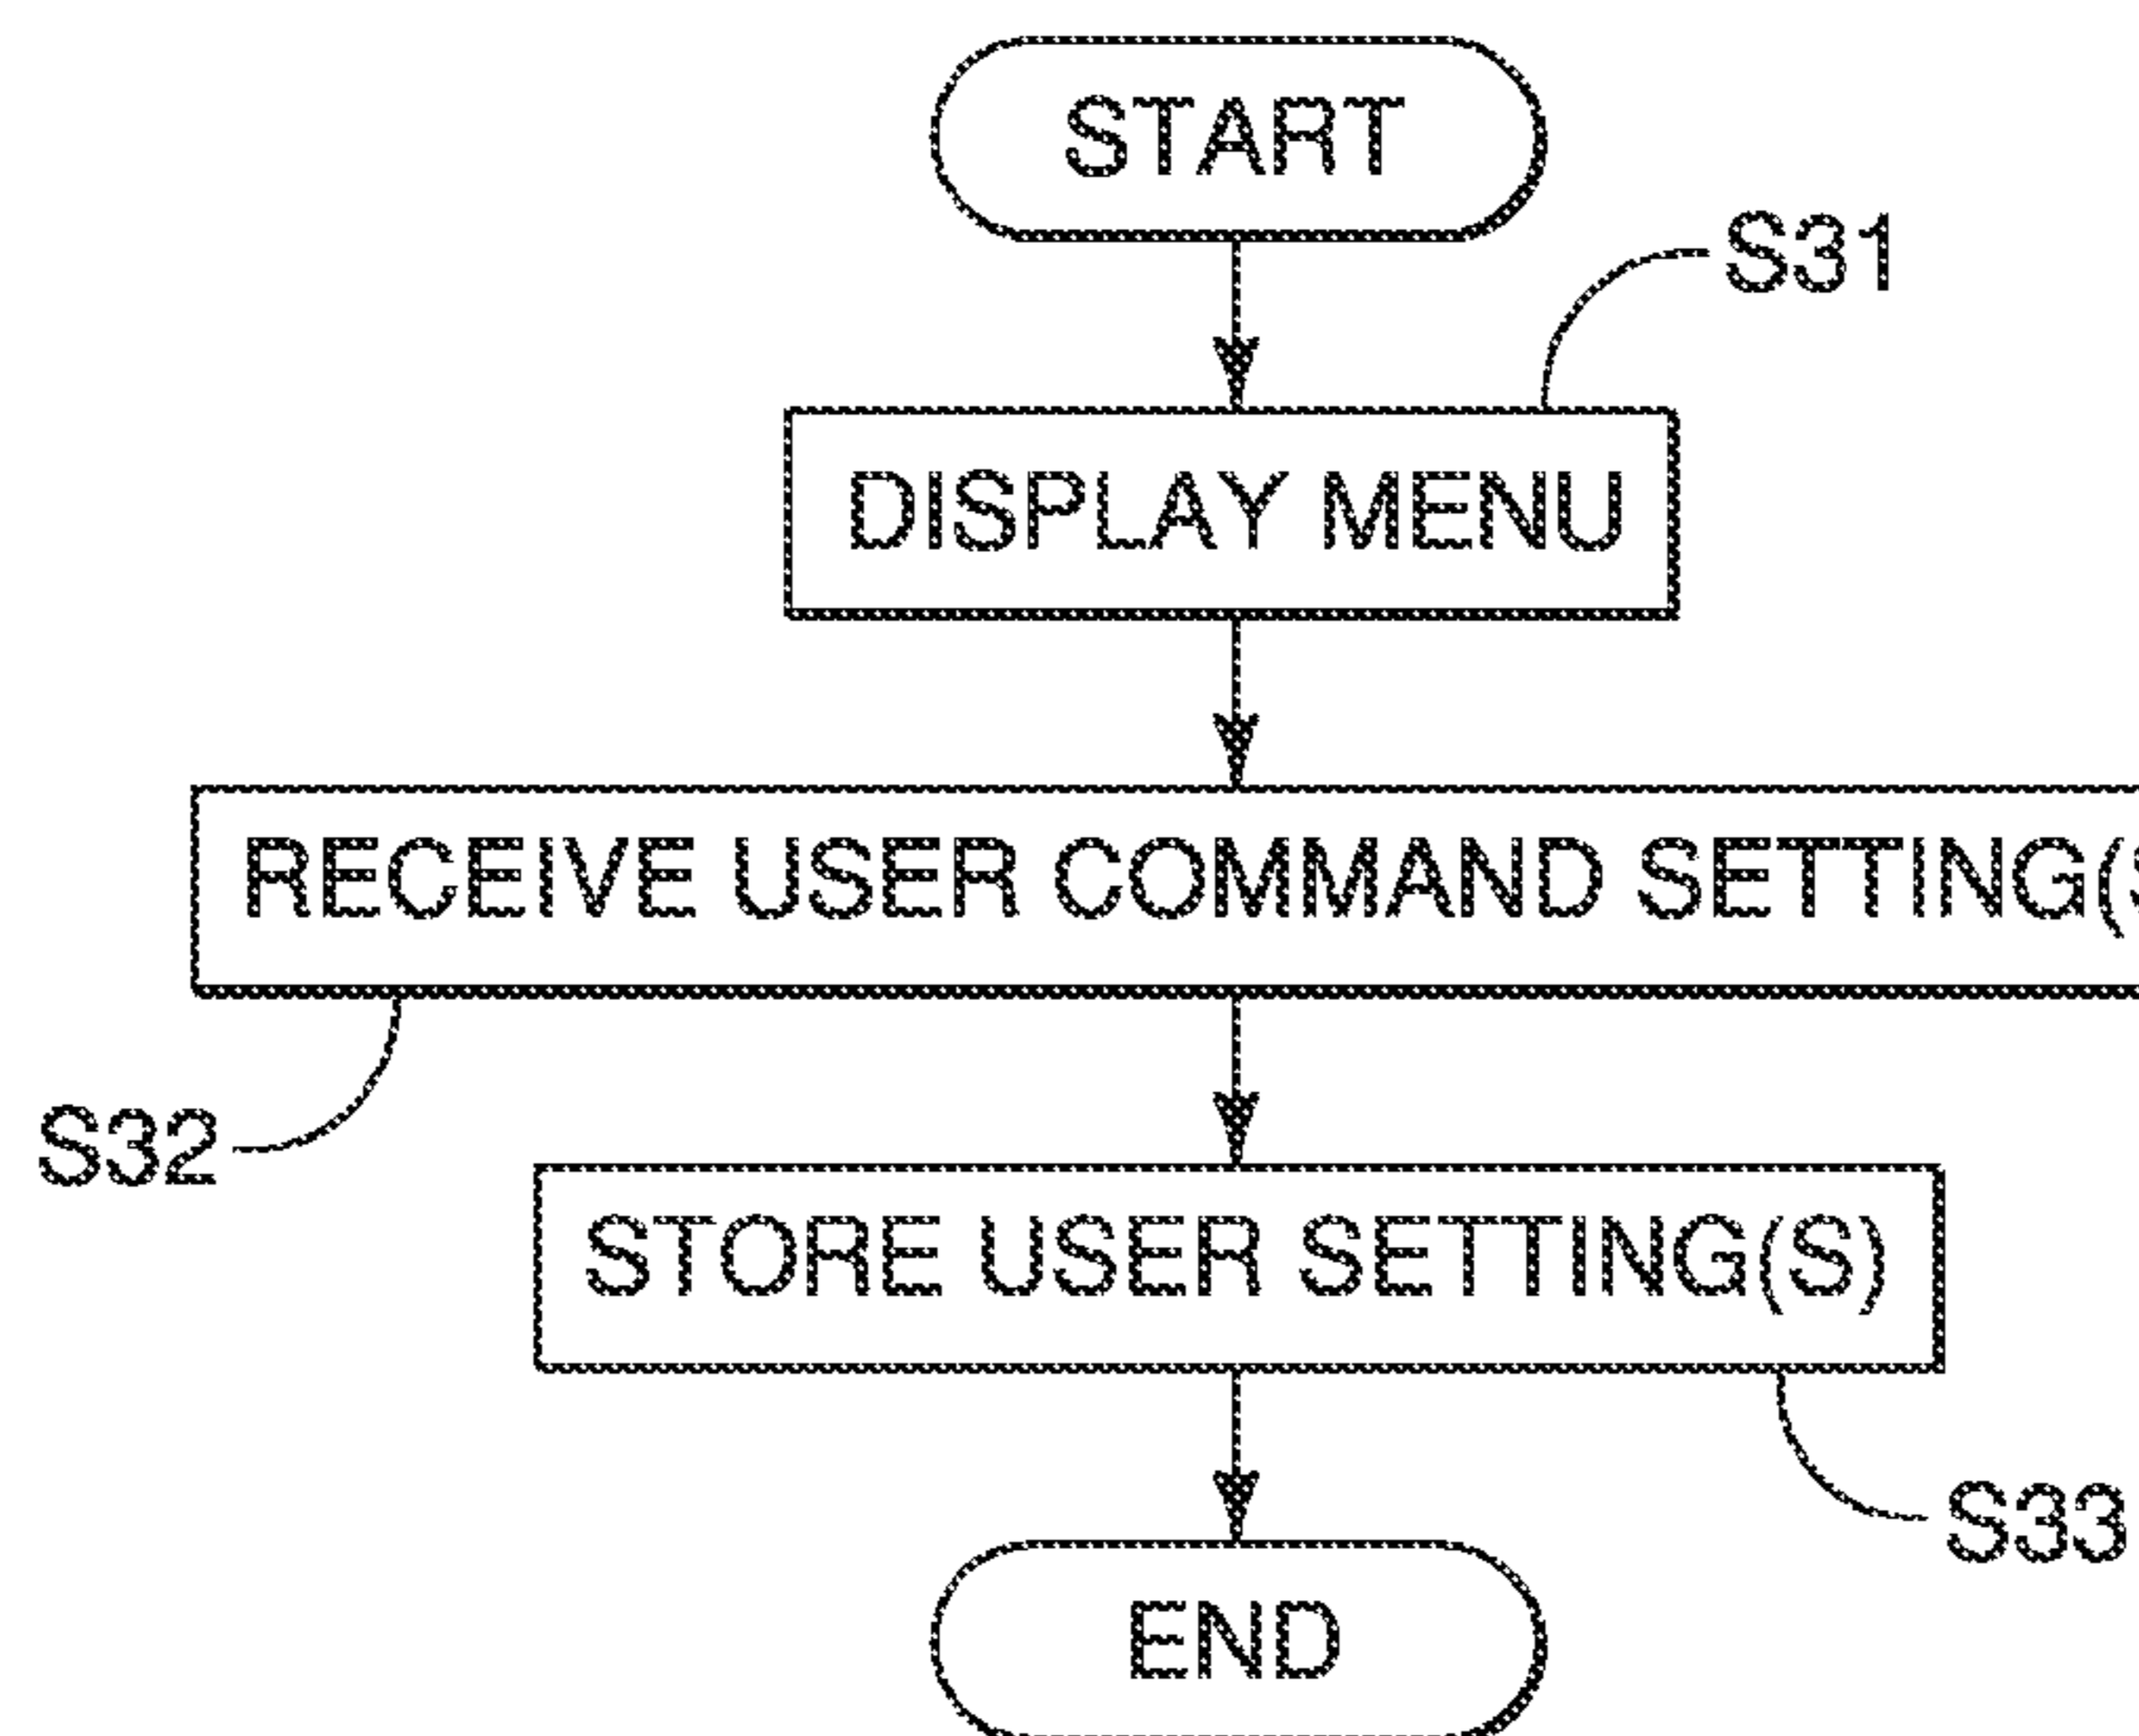 START
S31
DISPLAY MENU
RECEIVE USER COMMAND SETTING(S
S32
STORE USER SETTING(S)
S33
END